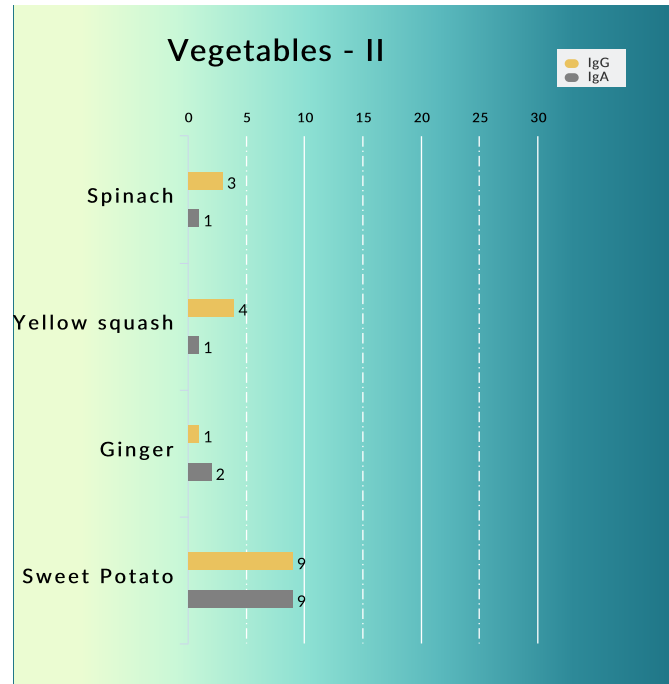 Vegetables - II
IgG
IgA
0 5 10 15 20 25 30
Spinach
3
1
Yellow squash
4
1
Ginger
1
2
Sweet Potato
9
9